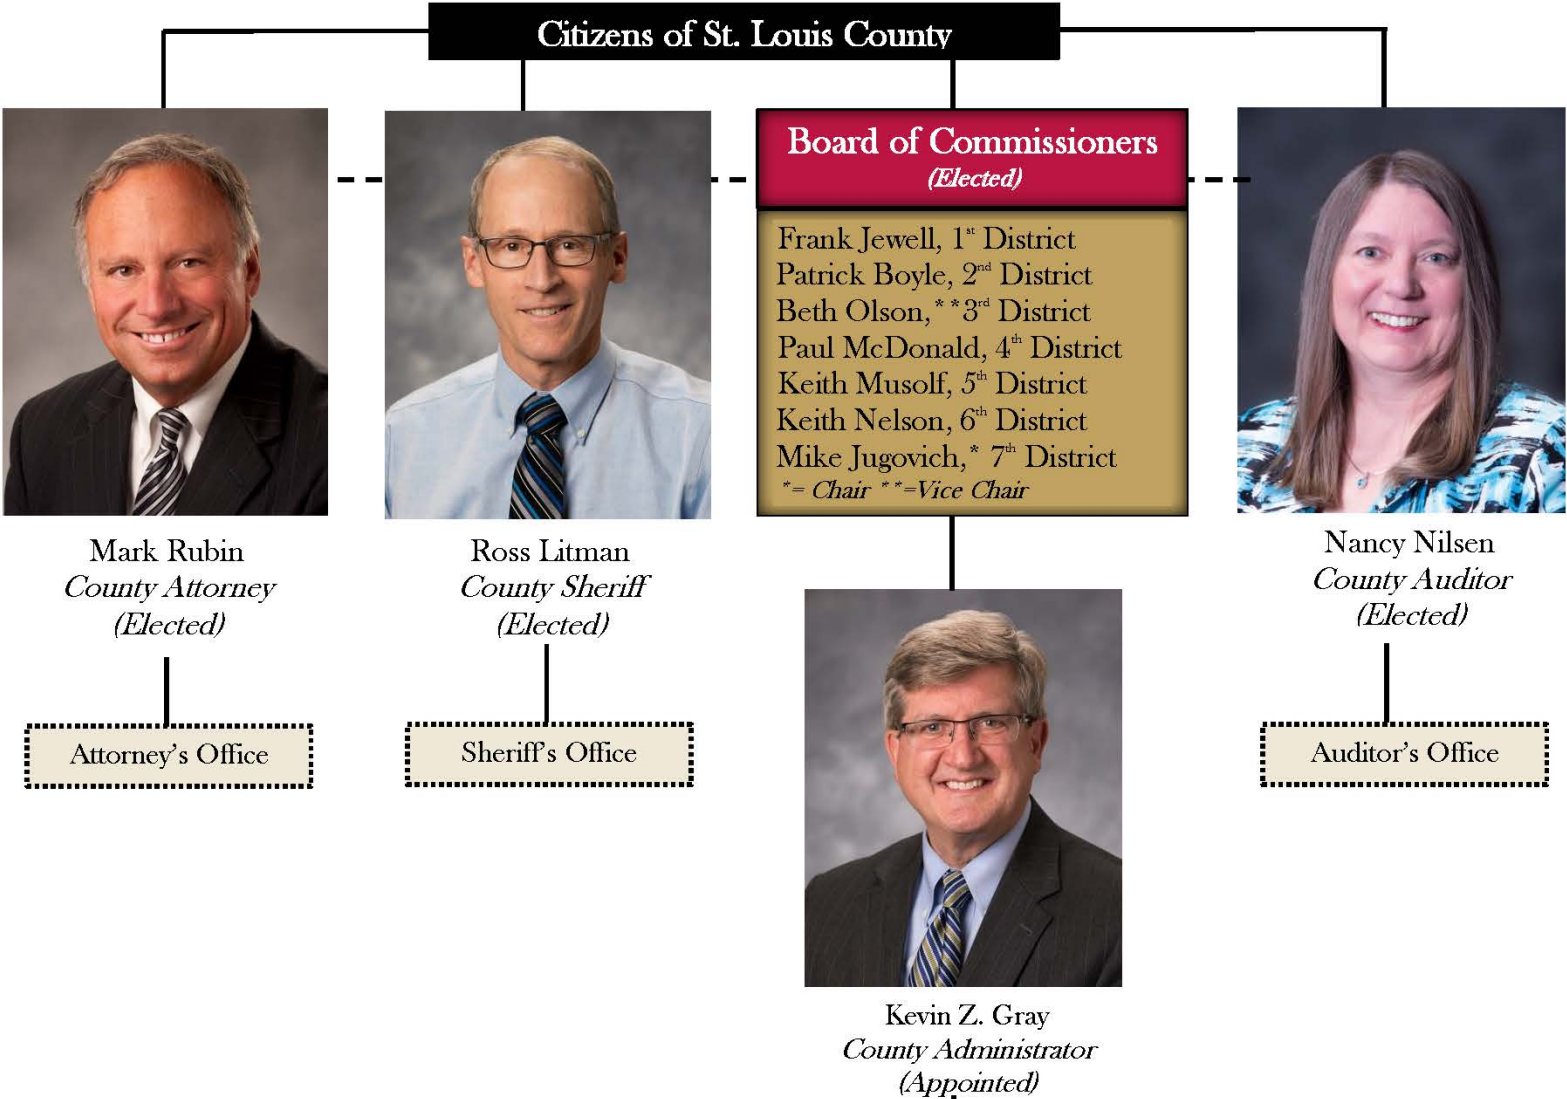 Citizens of St. Louis County
Board of Commissioners
(Elected)
Frank Jewell, 1st District
Patrick Boyle, 2nd District
Beth Olson,**3rd District
Paul McDonald, 4th District
Keith Musolf, 5th District
Keith Nelson, 6th District
Mike Jugovich,* 7th District
*= Chair **=Vice Chair
Mark Rubin
County Attorney
(Elected)
Ross Litman
County Sheriff
(Elected)
Nancy Nilsen
County Auditor
(Elected)
Attorney’s Office
Sheriff’s Office
Auditor’s Office
Kevin Z. Gray
County Administrator
(Appointed)